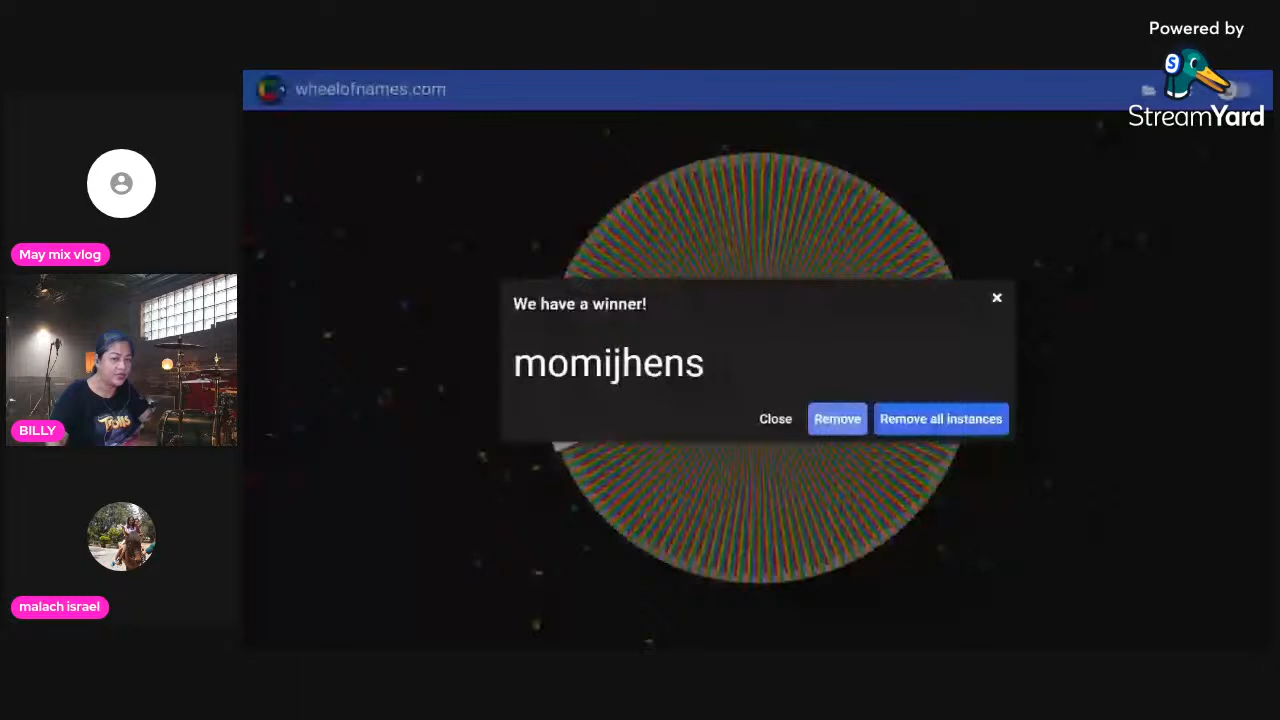 Powered by
S
StreamYard
wheelofnames.com
May mix vlog
We have a winner!
momijhens
Close
Remove
Remove all instances
Trolls
BILLY
malach israel